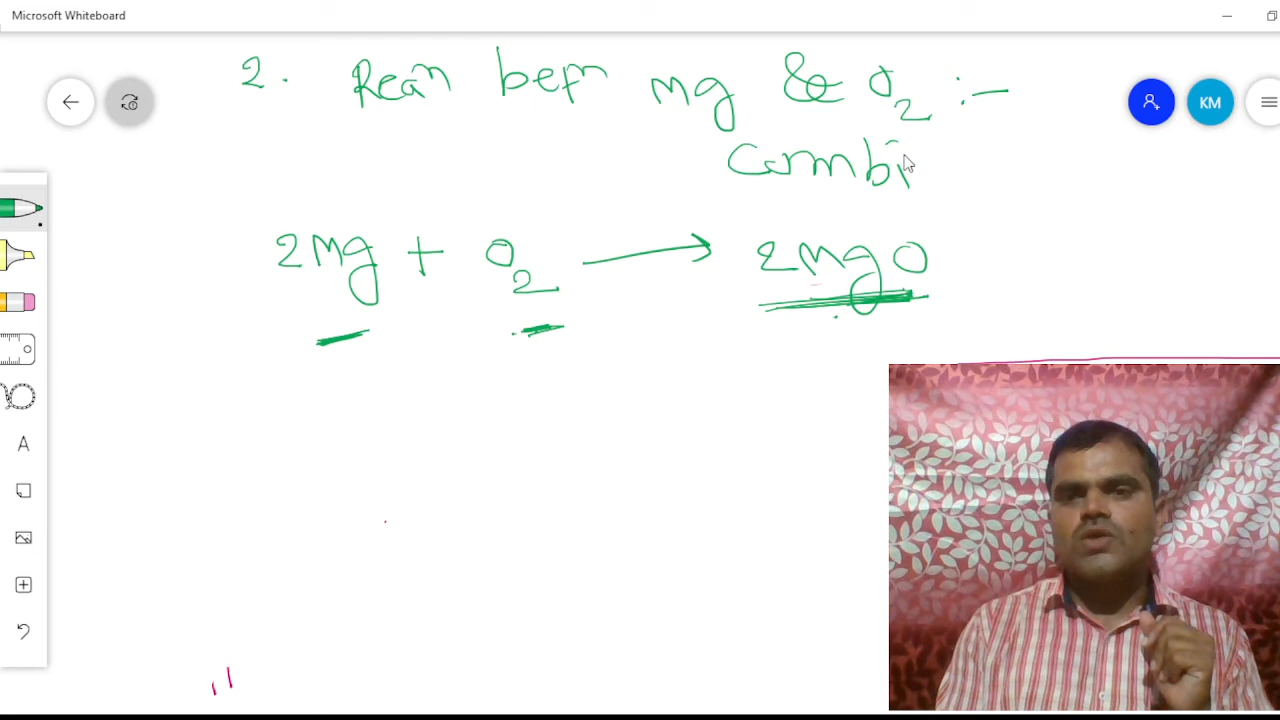 Microsoft Whiteboard
2. Rean betn Mg & O2 :-
KM
Combi
2Mg + O2 → 2MgO